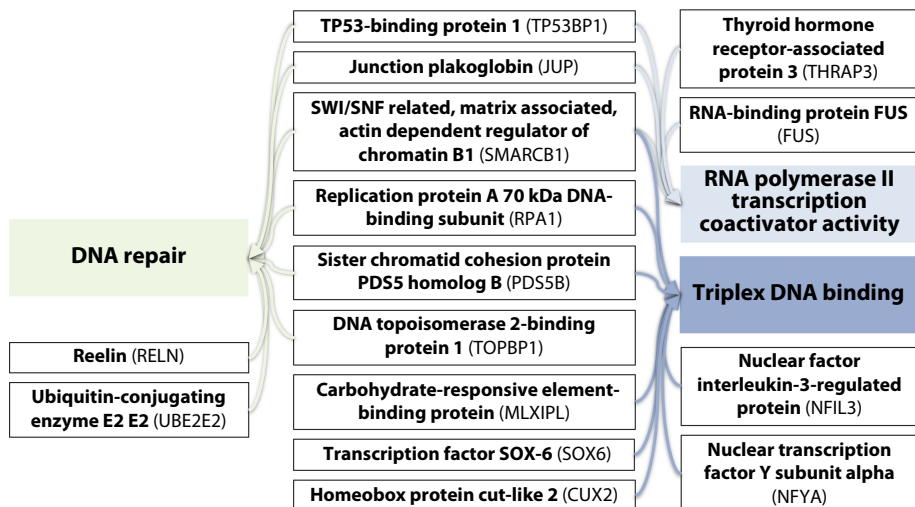 TP53-binding protein 1 (TP53BP1)
Junction plakoglobin (JUP)
SWI/SNF related, matrix associated,
actin dependent regulator of
chromatin B1 (SMARCB1)
Replication protein A 70 kDa DNA-
binding subunit (RPA1)
Sister chromatid cohesion protein
PDS5 homolog B (PDS5B)
DNA topoisomerase 2-binding
protein 1 (TOPBP1)
Carbohydrate-responsive element-
binding protein (MLXIPL)
Transcription factor SOX-6 (SOX6)
Homeobox protein cut-like 2 (CUX2)
DNA repair
Reelin (RELN)
Ubiquitin-conjugating
enzyme E2 E2 (UBE2E2)
Thyroid hormone
receptor-associated
protein 3 (THRAP3)
RNA-binding protein FUS
(FUS)
RNA polymerase II
transcription
coactivator activity
Triplex DNA binding
Nuclear factor
interleukin-3-regulated
protein (NFIL3)
Nuclear transcription
factor Y subunit alpha
(NFYA)